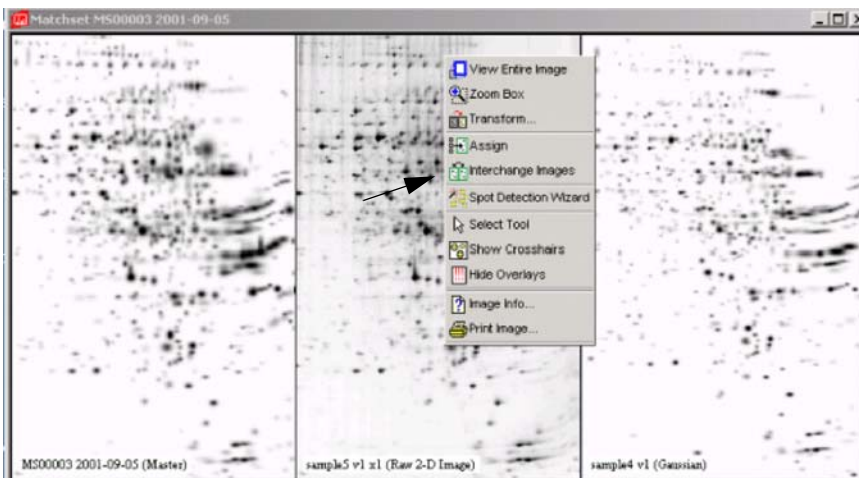 Matchset MS00003 2001-09-05
View Entire Image
Zoom Box
Transform...
Assign
Interchange Images
Spot Detection Wizard
Select Tool
Show Crosshairs
Hide Overlays
Image Info...
Print Image...
MS00003 2001-09-05 (Master)
sample5 v1 x1 (Raw 2-D Image)
sample4 v1 (Gaussian)